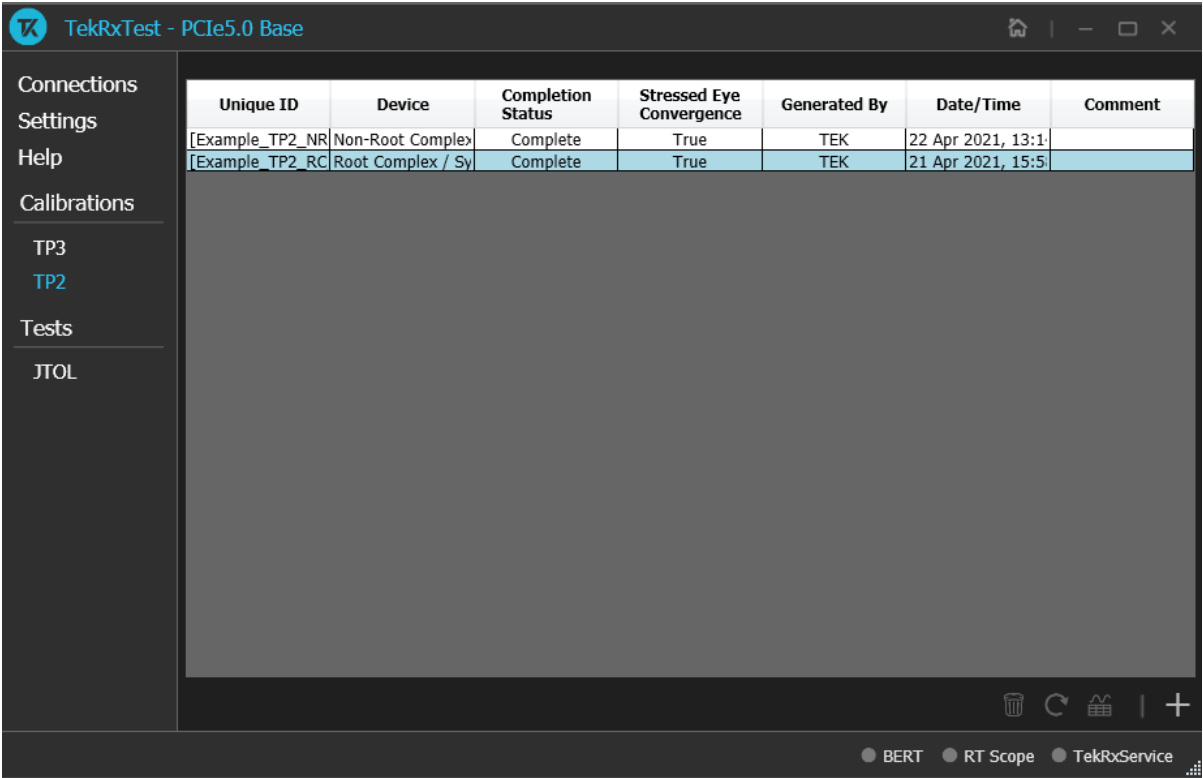 TK TekRxTest - PCIe5.0 Base
Connections
Settings
Help
Calibrations
TP3
TP2
Tests
JTOL
Unique ID Device Completion Status Stressed Eye Convergence Generated By Date/Time Comment
[Example_TP2_NR Non-Root Complex Complete True TEK 22 Apr 2021, 13:1
[Example_TP2_RC Root Complex / Sy Complete True TEK 21 Apr 2021, 15:5
BERT RT Scope TekRxService